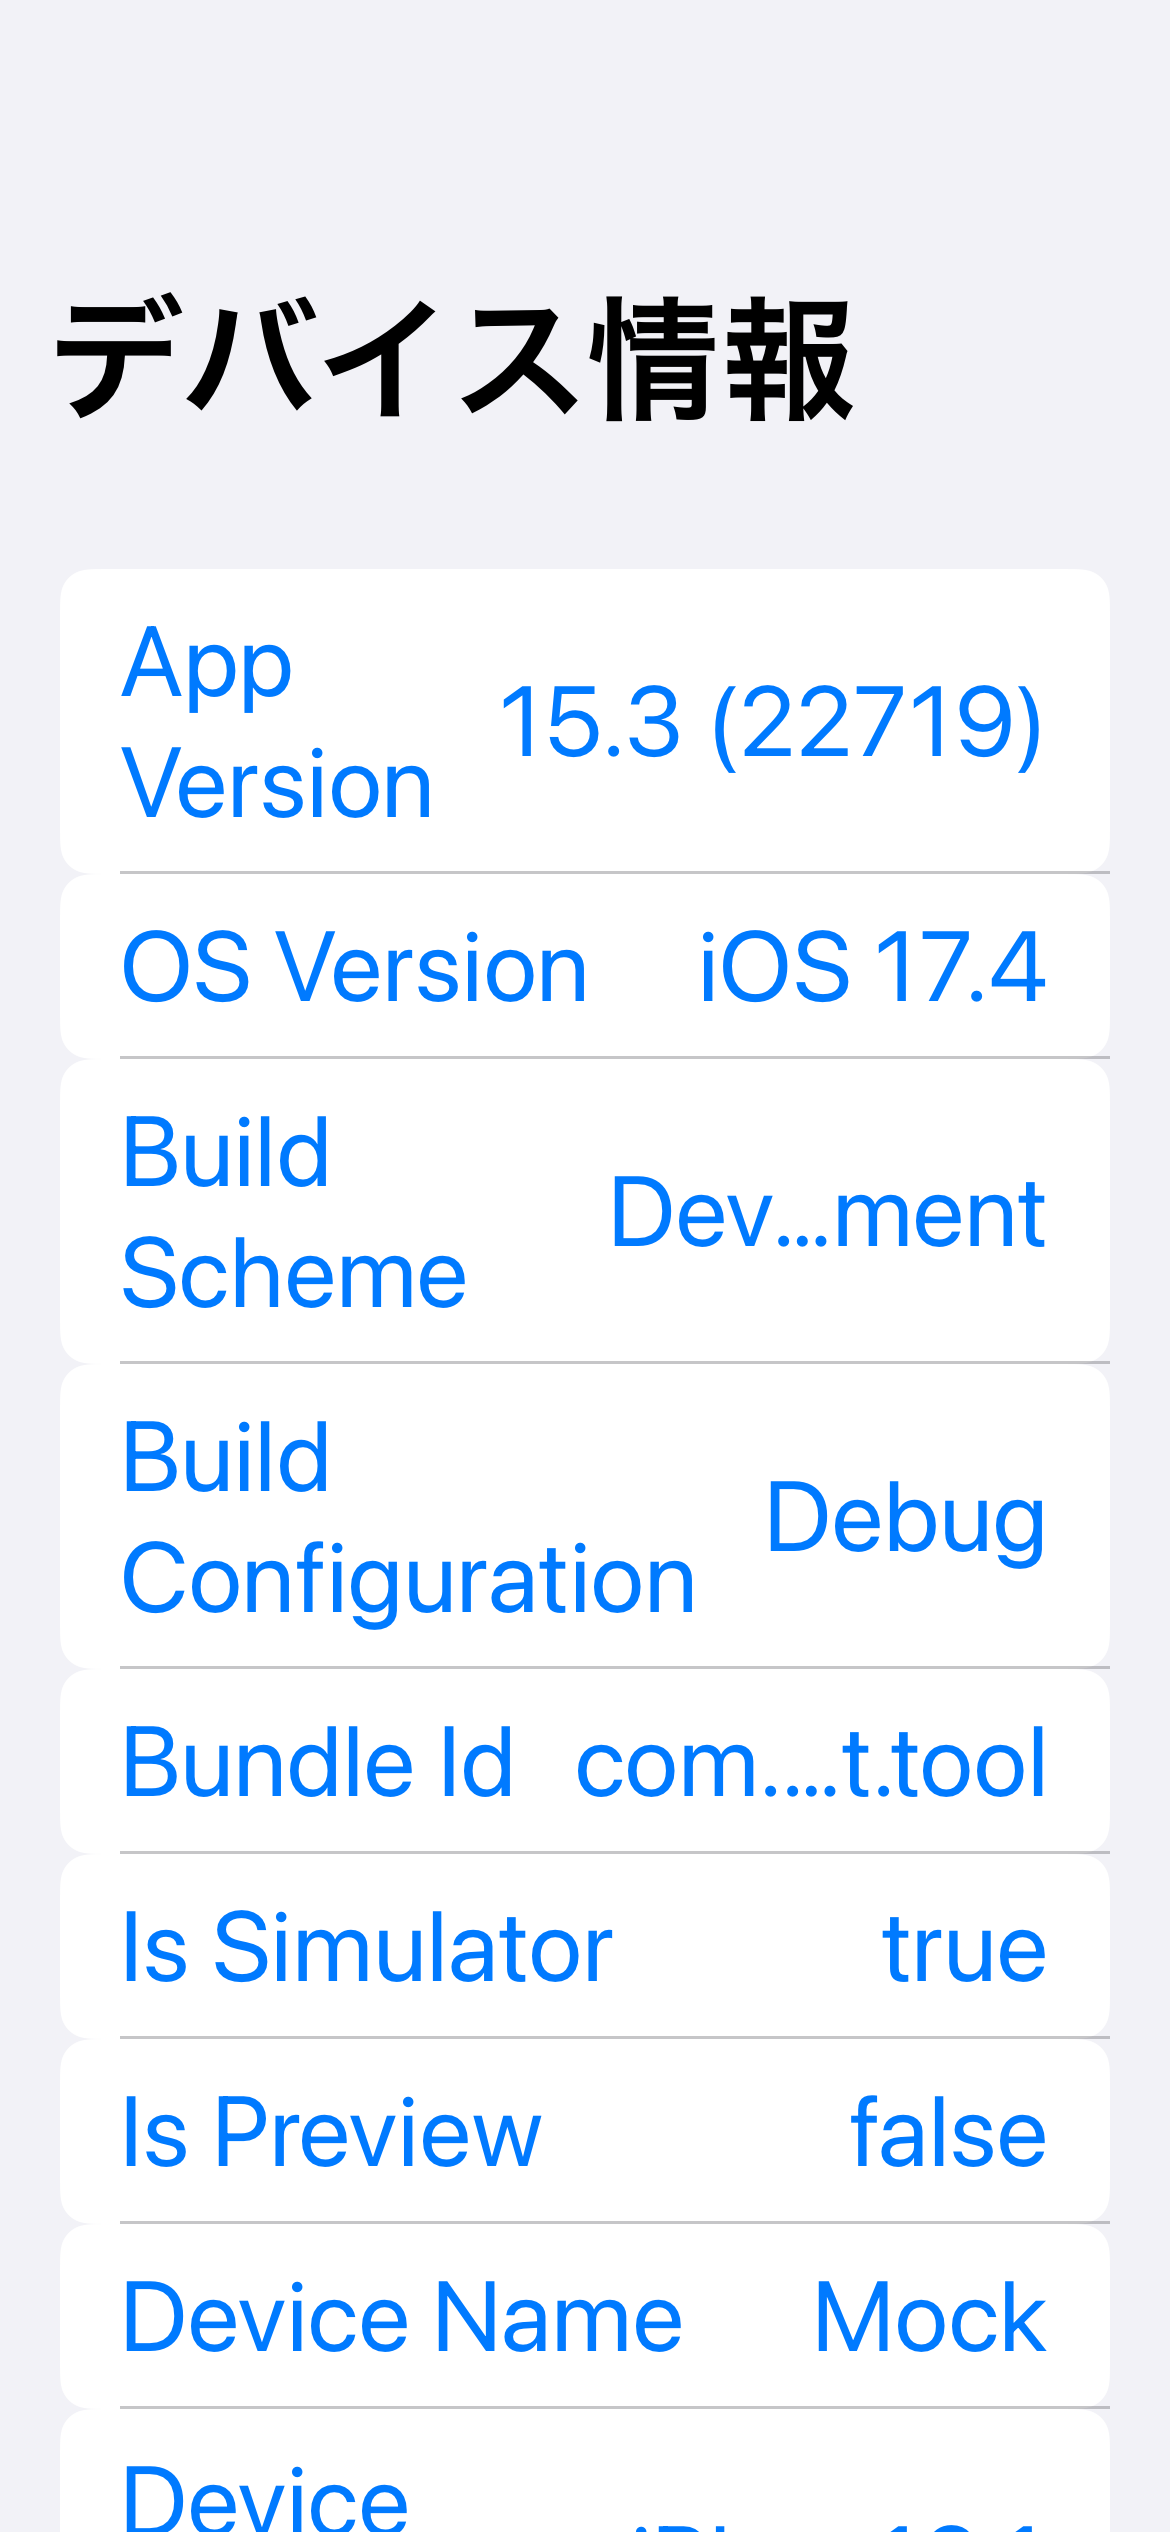 デバイス情報
App
Version
15.3 (22719)
OS Version
iOS 17.4
Build
Scheme
Dev...ment
Build
Configuration
Debug
Bundle Id
com....t.tool
Is Simulator
true
Is Preview
false
Device Name
Mock
Device